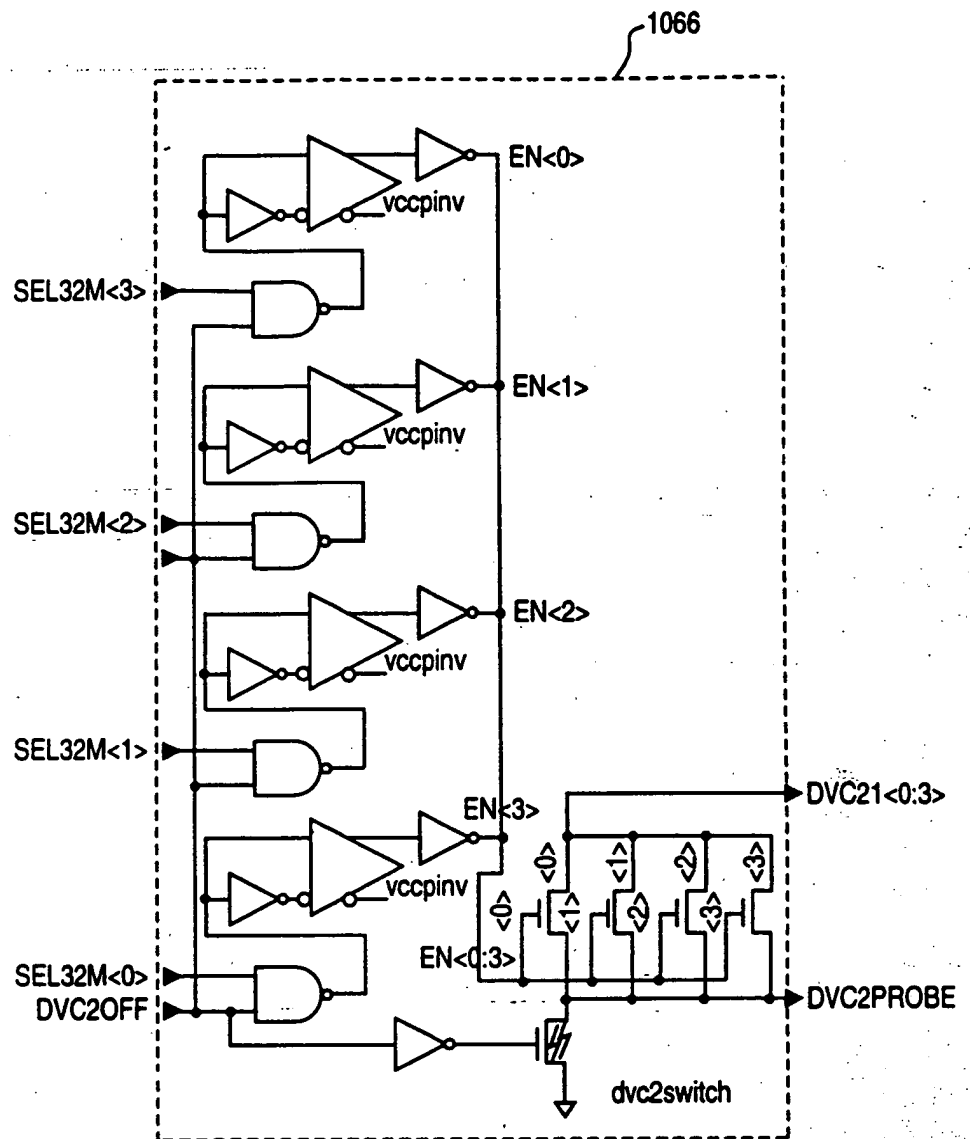 1066
EN<0>
vccpinv
SEL32M<3>
EN<1>
vccpinv
SEL32M<2>
EN<2>
vccpinv
SEL32M<1>
DVC21<0:3>
EN<3>
<0>
<1>
<2>
<3>
vccpinv
<0>
<1>
<2>
<3>
EN<0:3>
SEL32M<0>
DVC2OFF
DVC2PROBE
dvc2switch